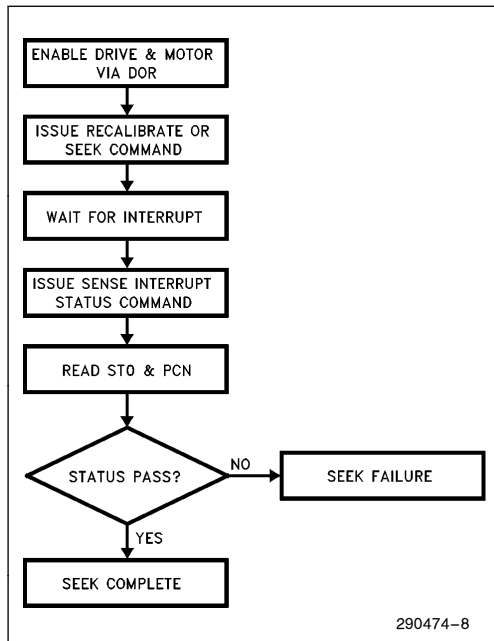 ENABLE DRIVE & MOTOR
VIA DOR
ISSUE RECALIBRATE OR
SEEK COMMAND
WAIT FOR INTERRUPT
ISSUE SENSE INTERRUPT
STATUS COMMAND
READ ST0 & PCN
STATUS PASS?
NO
SEEK FAILURE
YES
SEEK COMPLETE
290474–8